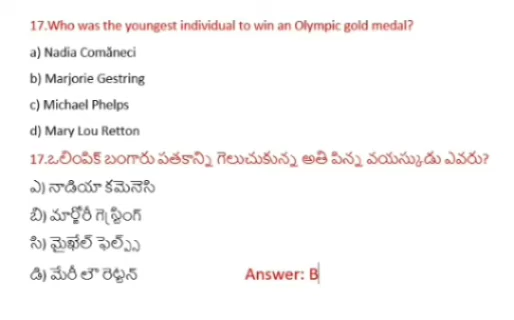 17.Who was the youngest individual to win an Olympic gold medal?
a) Nadia Comăneci
b) Marjorie Gestring
c) Michael Phelps
d) Mary Lou Retton
17.ఒలింపిక్ బంగారు పతకాన్ని గెలుచుకున్న అతి పిన్న వయస్కుడు ఎవరు?
ఎ) నాడియా కమెనెసి
బి) మార్జోరీ గెస్ట్రింగ్
సి) మైఖేల్ ఫెల్ప్స్
డి) మేరీ లౌ రెట్టన్ Answer: B